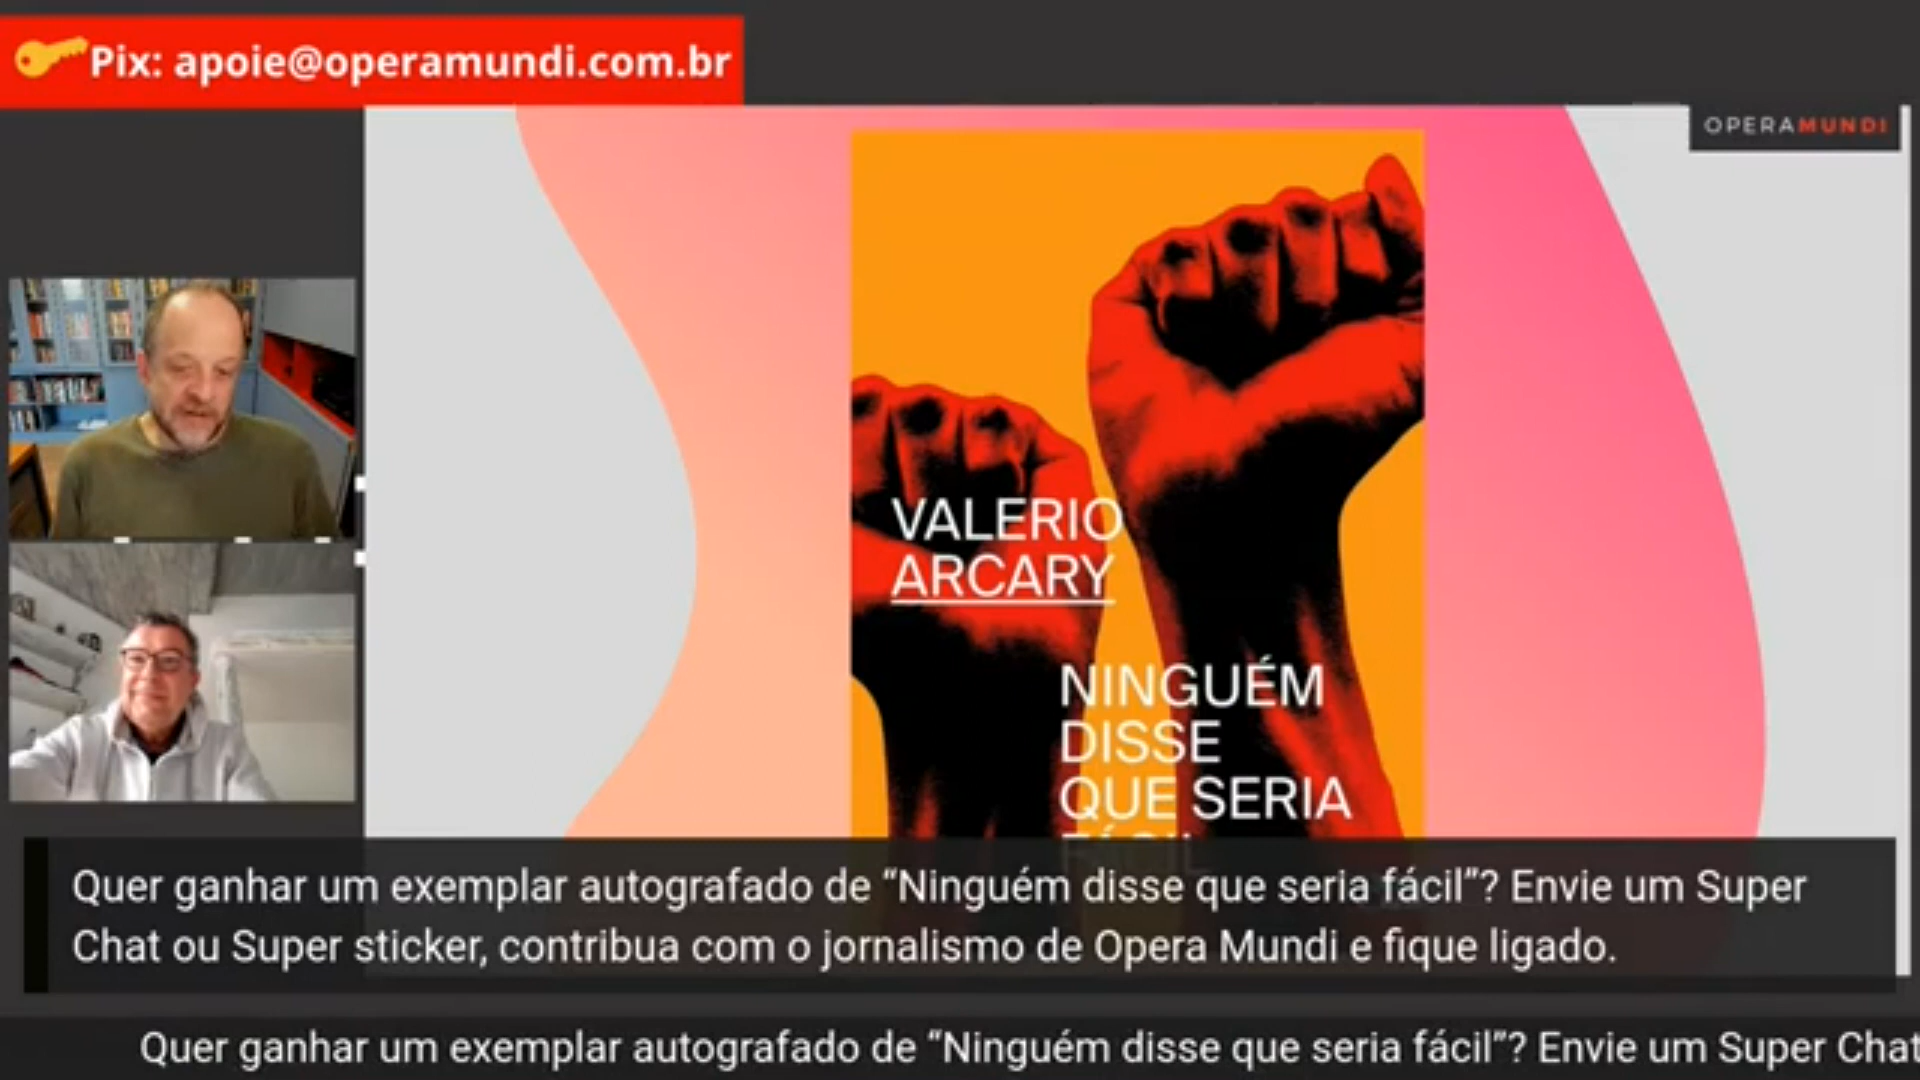 Pix: apoie@operamundi.com.br
OPERAMUNDI
VALERIO
ARCARY
NINGUÉM
DISSE
QUE SERIA
FÁCIL
Quer ganhar um exemplar autografado de “Ninguém disse que seria fácil”? Envie um Super
Chat ou Super sticker, contribua com o jornalismo de Opera Mundi e fique ligado.
Quer ganhar um exemplar autografado de “Ninguém disse que seria fácil”? Envie um Super Chat